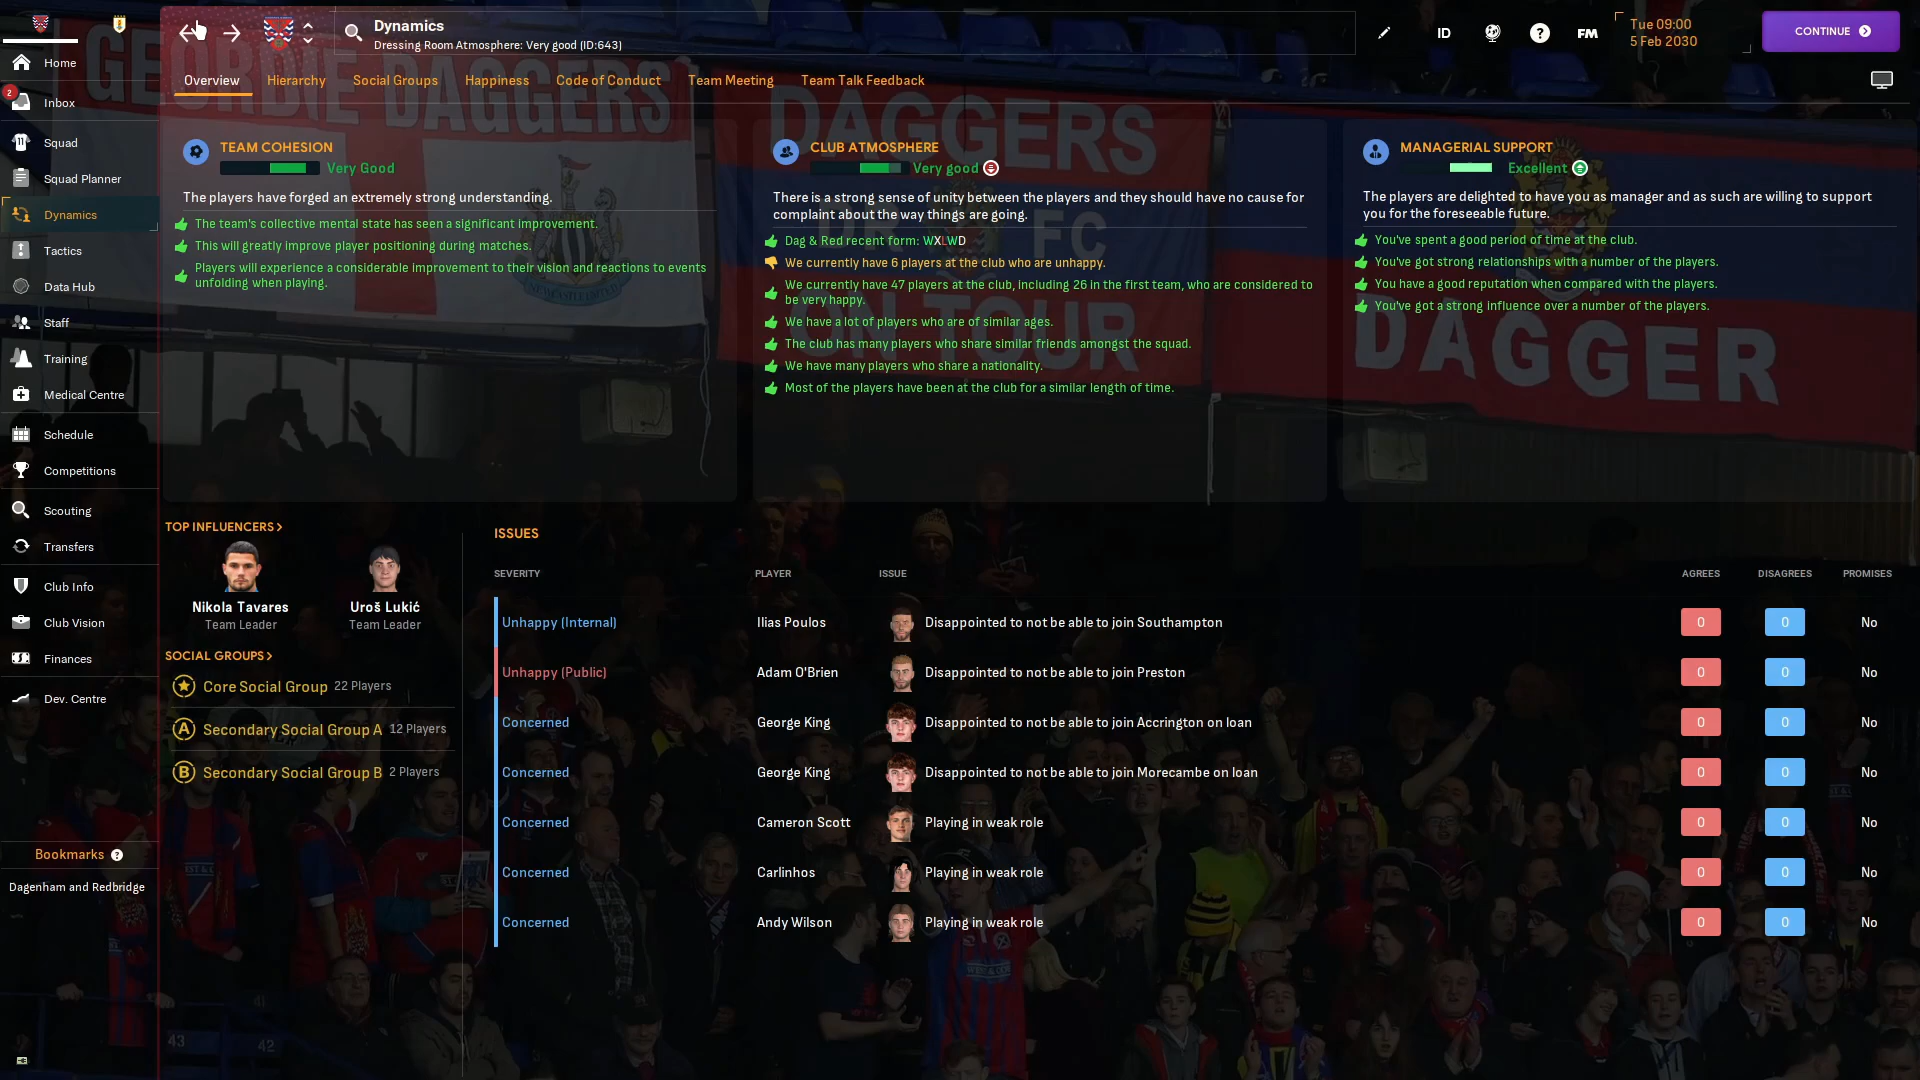 Dynamics
Dressing Room Atmosphere: Very good (ID:643)
ID
?
FM
Tue 09:00
5 Feb 2030
CONTINUE
Overview
Hierarchy
Social Groups
Happiness
Code of Conduct
Team Meeting
Team Talk Feedback
Home
2
Inbox
Squad
Squad Planner
Dynamics
Tactics
Data Hub
Staff
Training
Medical Centre
Schedule
Competitions
Scouting
Transfers
Club Info
Club Vision
Finances
Dev. Centre
Bookmarks ?
Dagenham and Redbridge
GEORDIE DAGGERS
DAGGERS
FC
ON TOUR
DAGGER
TEAM COHESION
Very Good
The players have forged an extremely strong understanding.
The team's collective mental state has seen a significant improvement.
This will greatly improve player positioning during matches.
Players will experience a considerable improvement to their vision and reactions to events
unfolding when playing.
CLUB ATMOSPHERE
Very good
There is a strong sense of unity between the players and they should have no cause for
complaint about the way things are going.
Dag & Red recent form: WXLWD
We currently have 6 players at the club who are unhappy.
We currently have 47 players at the club, including 26 in the first team, who are considered to
be very happy.
We have a lot of players who are of similar ages.
The club has many players who share similar friends amongst the squad.
We have many players who share a nationality.
Most of the players have been at the club for a similar length of time.
MANAGERIAL SUPPORT
Excellent
The players are delighted to have you as manager and as such are willing to support
you for the foreseeable future.
You've spent a good period of time at the club.
You've got strong relationships with a number of the players.
You have a good reputation when compared with the players.
You've got a strong influence over a number of the players.
TOP INFLUENCERS >
Nikola Tavares
Team Leader
Uroš Lukić
Team Leader
SOCIAL GROUPS >
Core Social Group 22 Players
A Secondary Social Group A 12 Players
B Secondary Social Group B 2 Players
ISSUES
SEVERITY PLAYER ISSUE AGREES DISAGREES PROMISES
Unhappy (Internal) Ilias Poulos Disappointed to not be able to join Southampton 0 0 No
Unhappy (Public) Adam O'Brien Disappointed to not be able to join Preston 0 0 No
Concerned George King Disappointed to not be able to join Accrington on loan 0 0 No
Concerned George King Disappointed to not be able to join Morecambe on loan 0 0 No
Concerned Cameron Scott Playing in weak role 0 0 No
Concerned Carlinhos Playing in weak role 0 0 No
Concerned Andy Wilson Playing in weak role 0 0 No
43
42